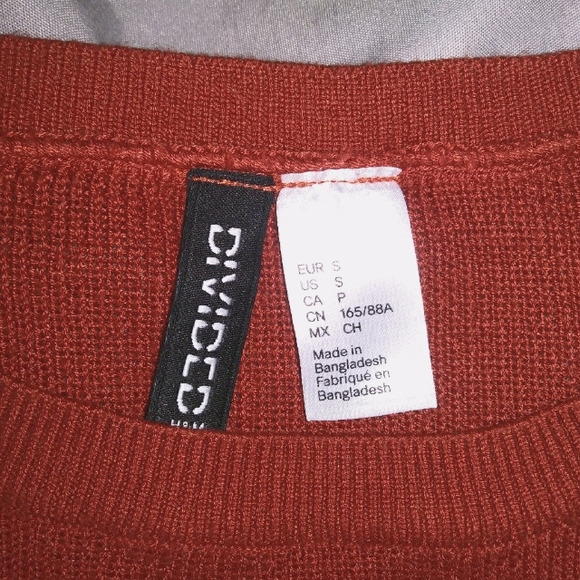 DIVIDED
EUR S
US S
CA P
CN 165/88A
MX CH
Made in
Bangladesh
Fabriqué en
Bangladesh